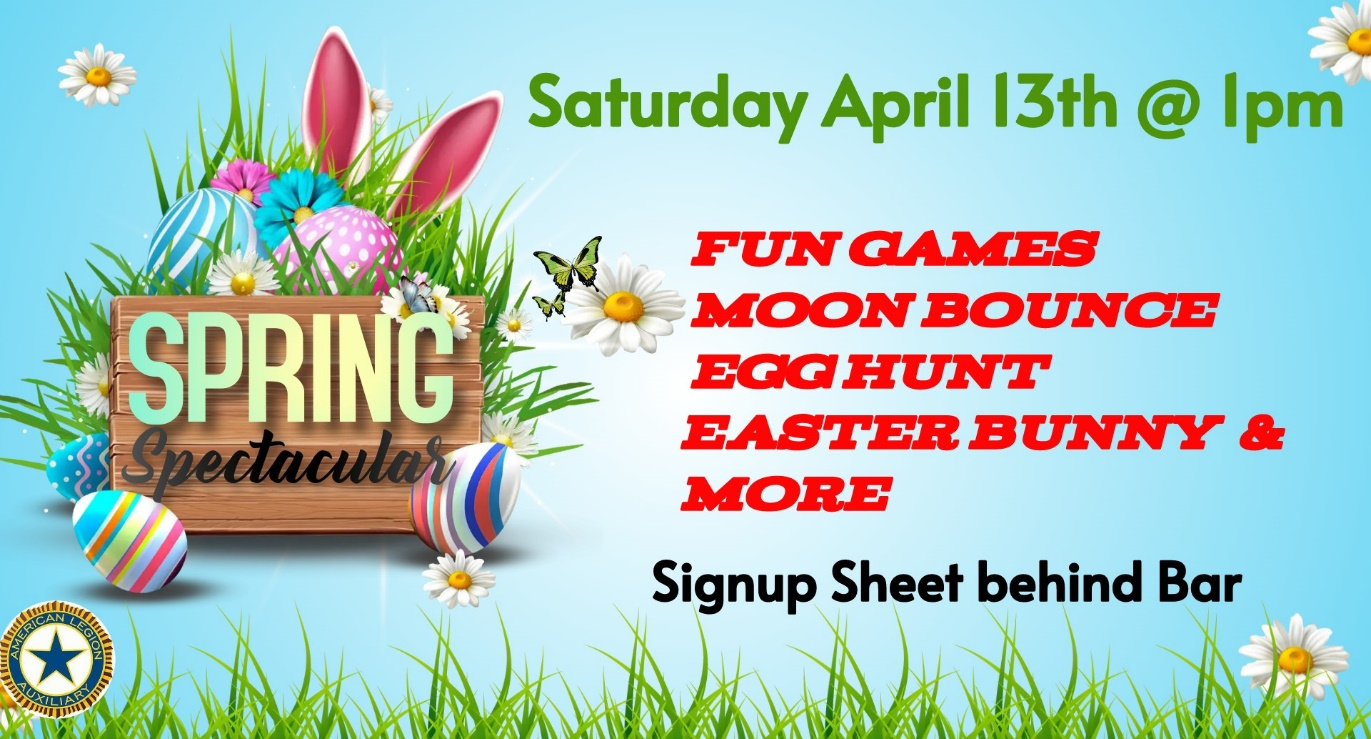 Saturday April 13th @ 1pm
SPRING
Spectacular
FUN GAMES
MOON BOUNCE
EGG HUNT
EASTER BUNNY &
MORE
Signup Sheet behind Bar
AMERICAN LEGION
AUXILIARY